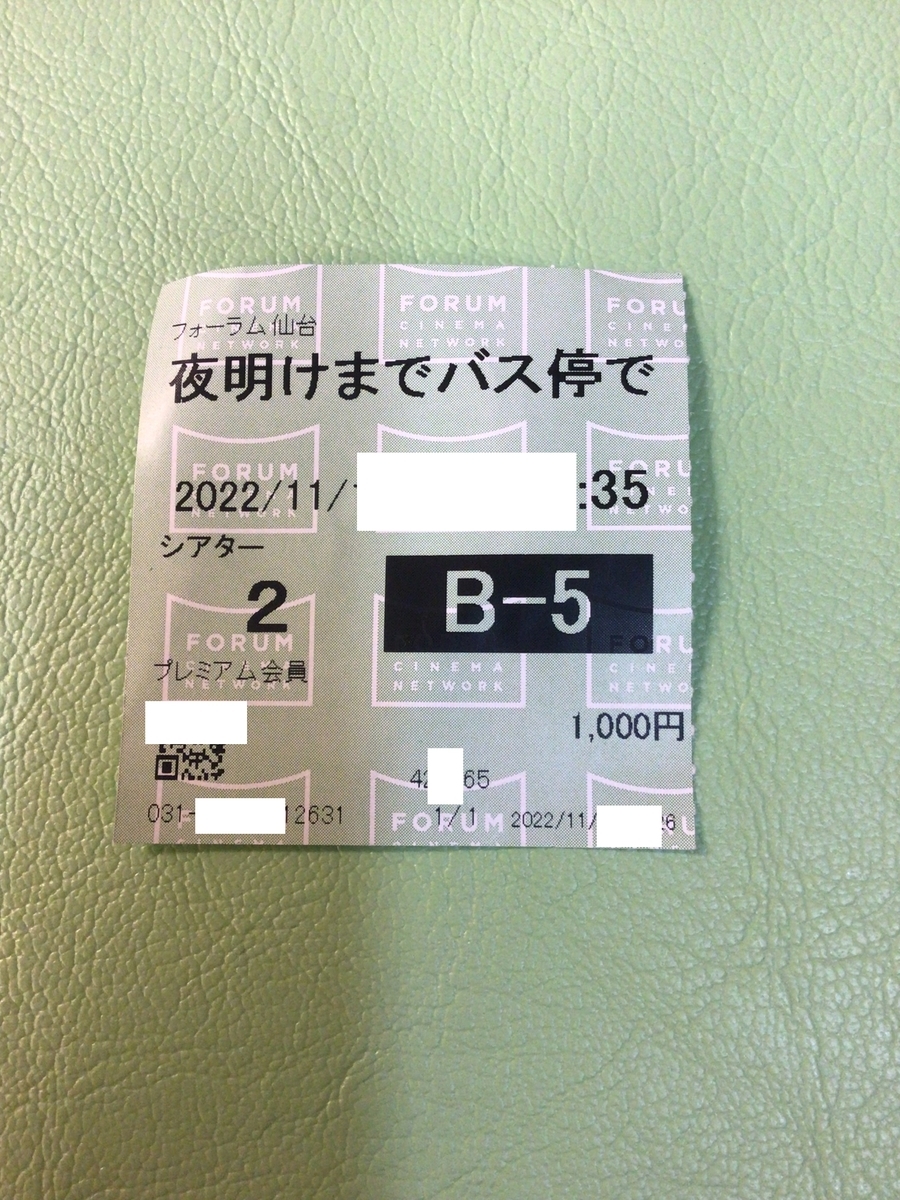 フォーラム仙台
夜明けまでバス停で
2022/11/ :35
シアター
2 B-5
プレミアム会員
1,000円
42 65
031- 12631 1/1 2022/11/ 26
FORUM CINEMA NETWORK